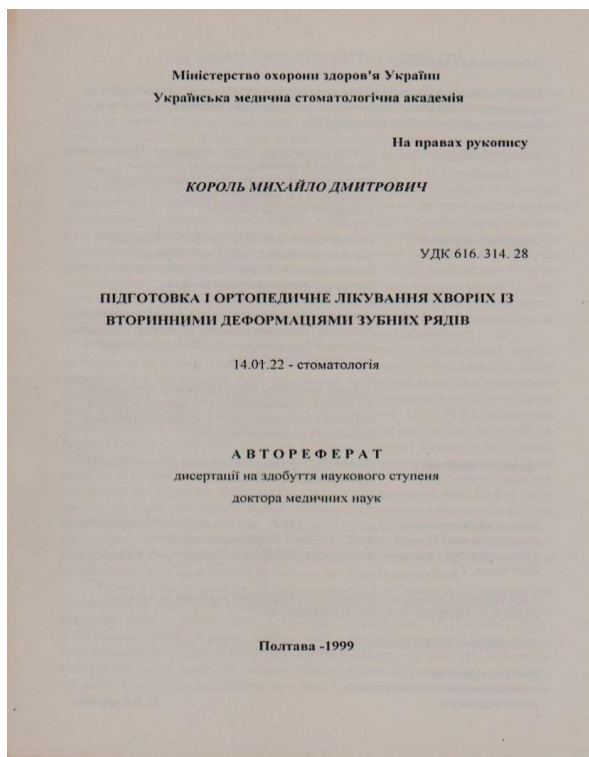 Міністерство охорони здоров'я України
Українська медична стоматологічна академія
На правах рукопису
КОРОЛЬ МИХАЙЛО ДМИТРОВИЧ
УДК 616. 314. 28
ПІДГОТОВКА І ОРТОПЕДИЧНЕ ЛІКУВАННЯ ХВОРИХ ІЗ
ВТОРИННИМИ ДЕФОРМАЦІЯМИ ЗУБНИХ РЯДІВ
14.01.22 - стоматологія
А В Т О Р Е Ф Е Р А Т
дисертації на здобуття наукового ступеня
доктора медичних наук
Полтава -1999